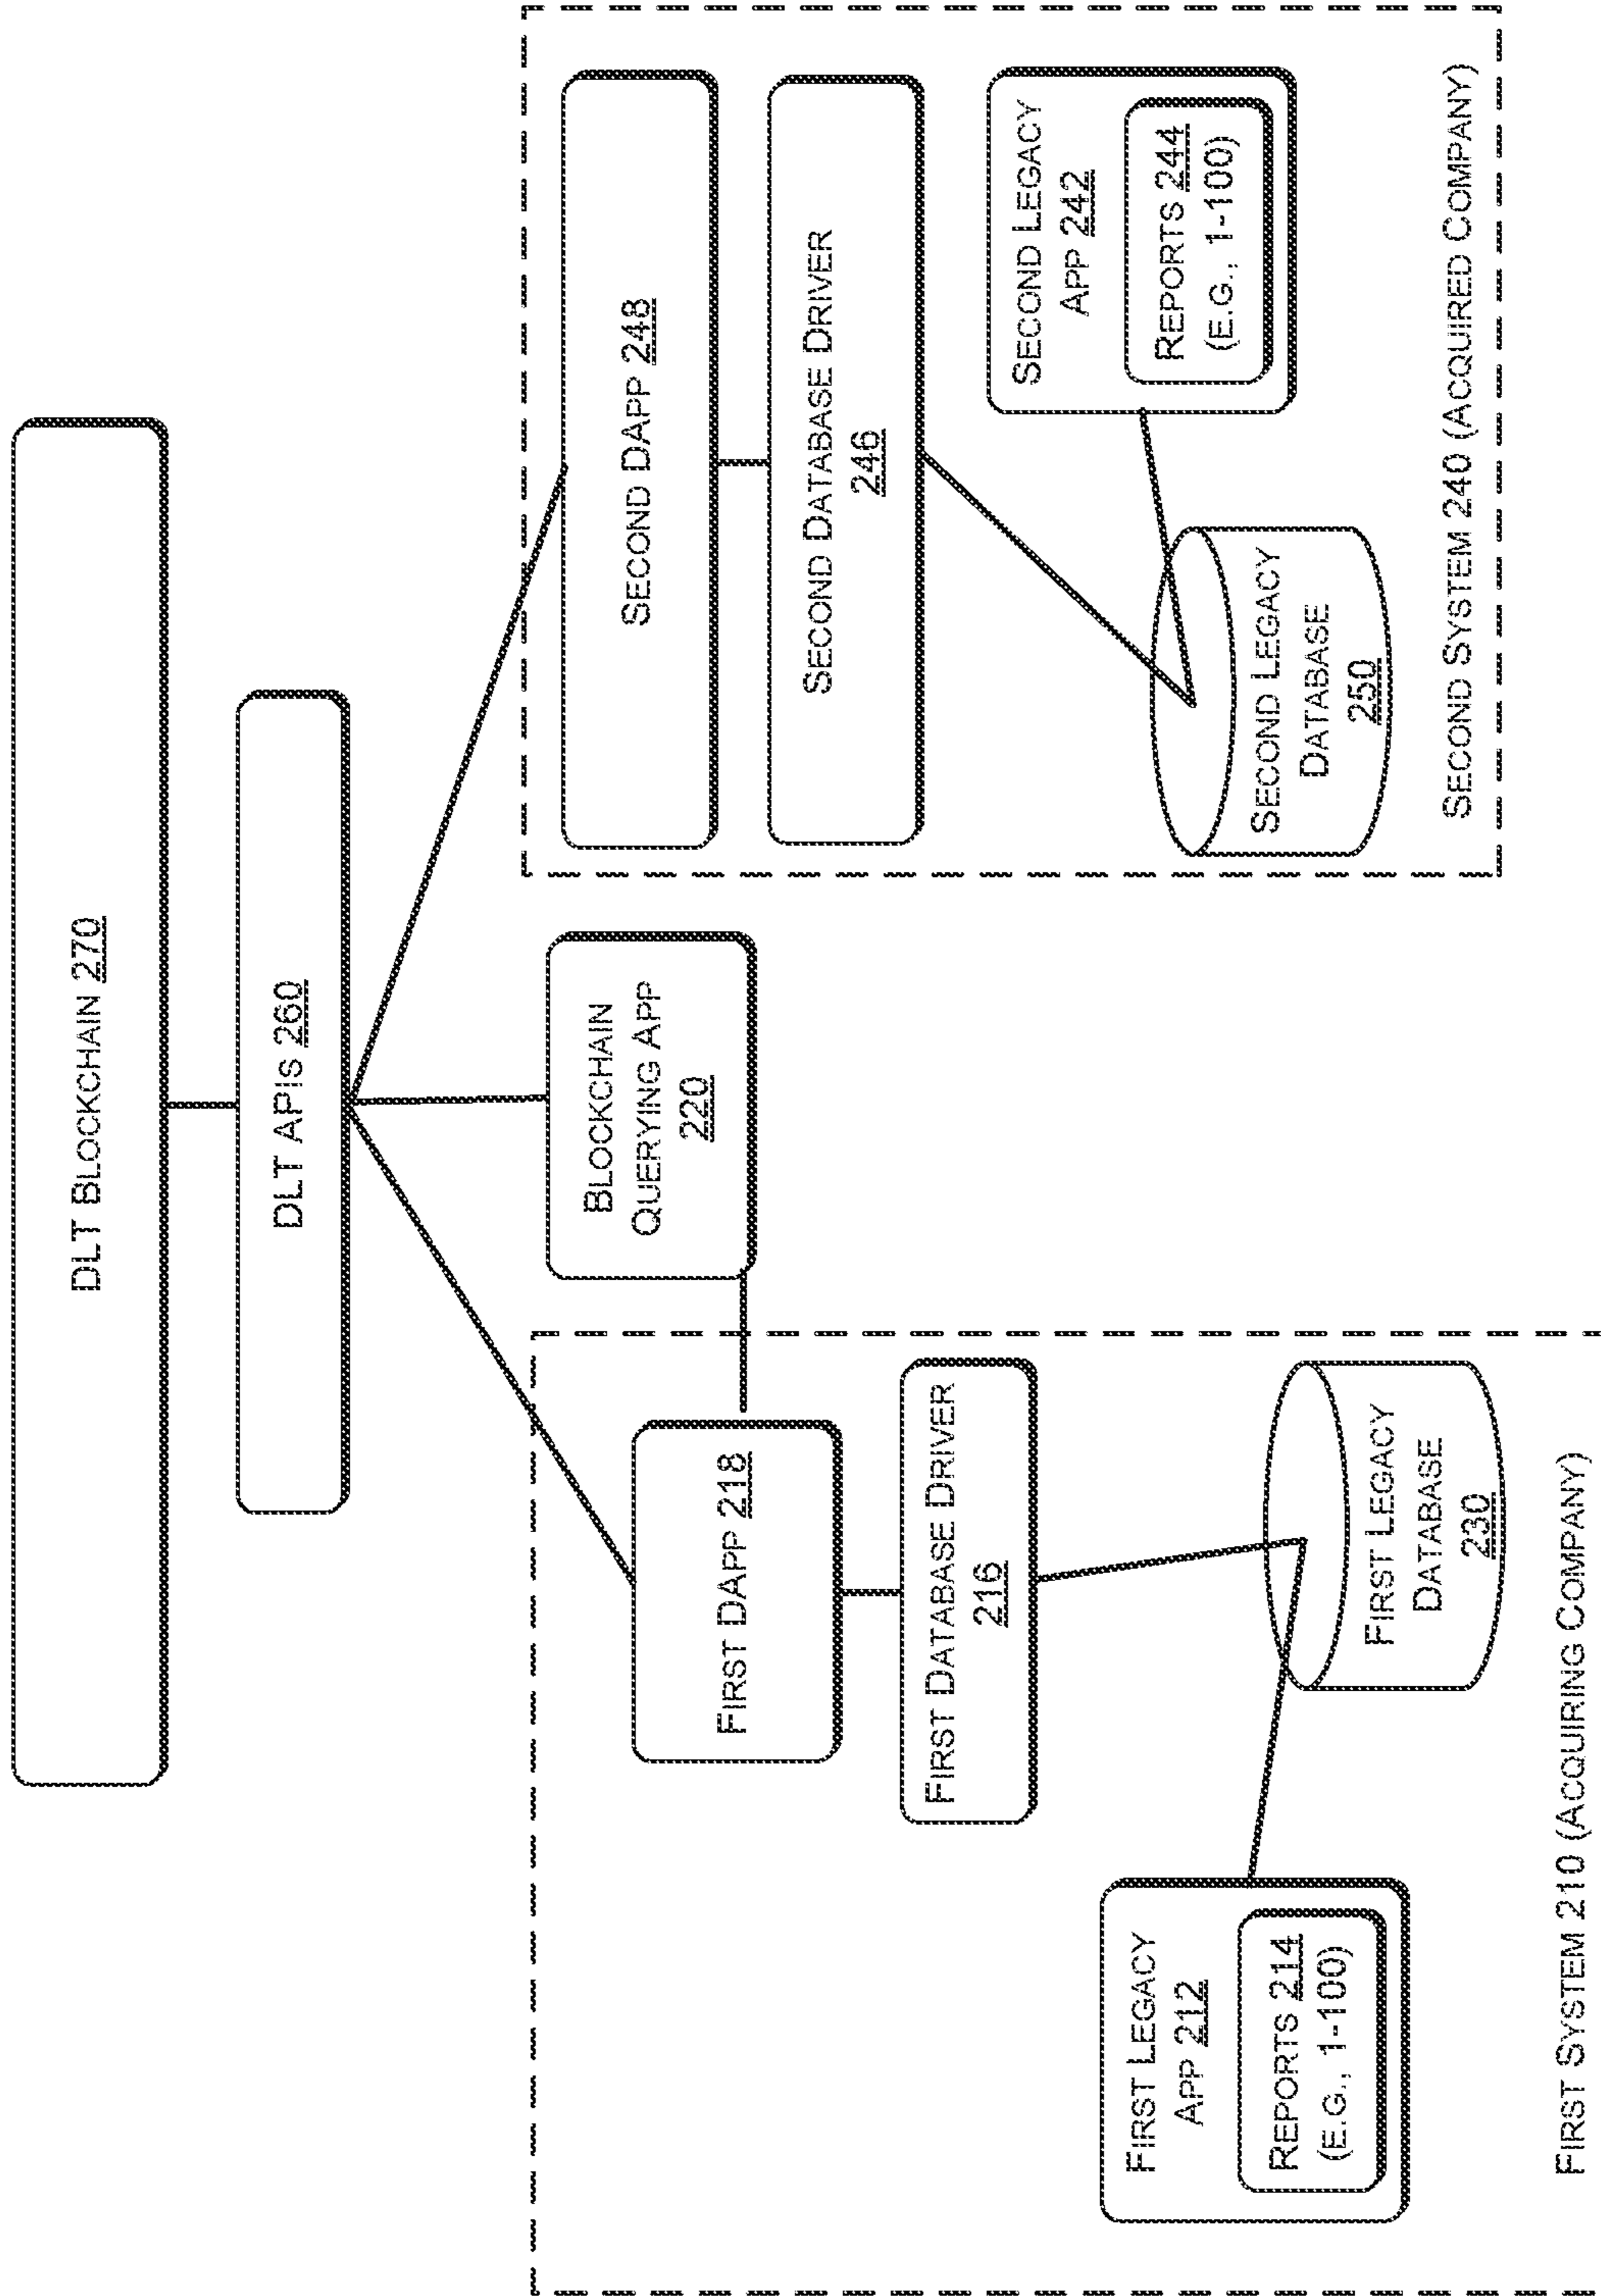 DLT BLOCKCHAIN 270
DLT APIS 260
FIRST DAPP 218
BLOCKCHAIN
QUERYING APP
220
SECOND DAPP 248
FIRST DATABASE DRIVER
216
SECOND DATABASE DRIVER
246
FIRST LEGACY
APP 212
REPORTS 214
(E.G., 1-100)
FIRST LEGACY
DATABASE
230
SECOND LEGACY
DATABASE
250
SECOND LEGACY
APP 242
REPORTS 244
(E.G., 1-100)
FIRST SYSTEM 210 (ACQUIRING COMPANY)
SECOND SYSTEM 240 (ACQUIRED COMPANY)